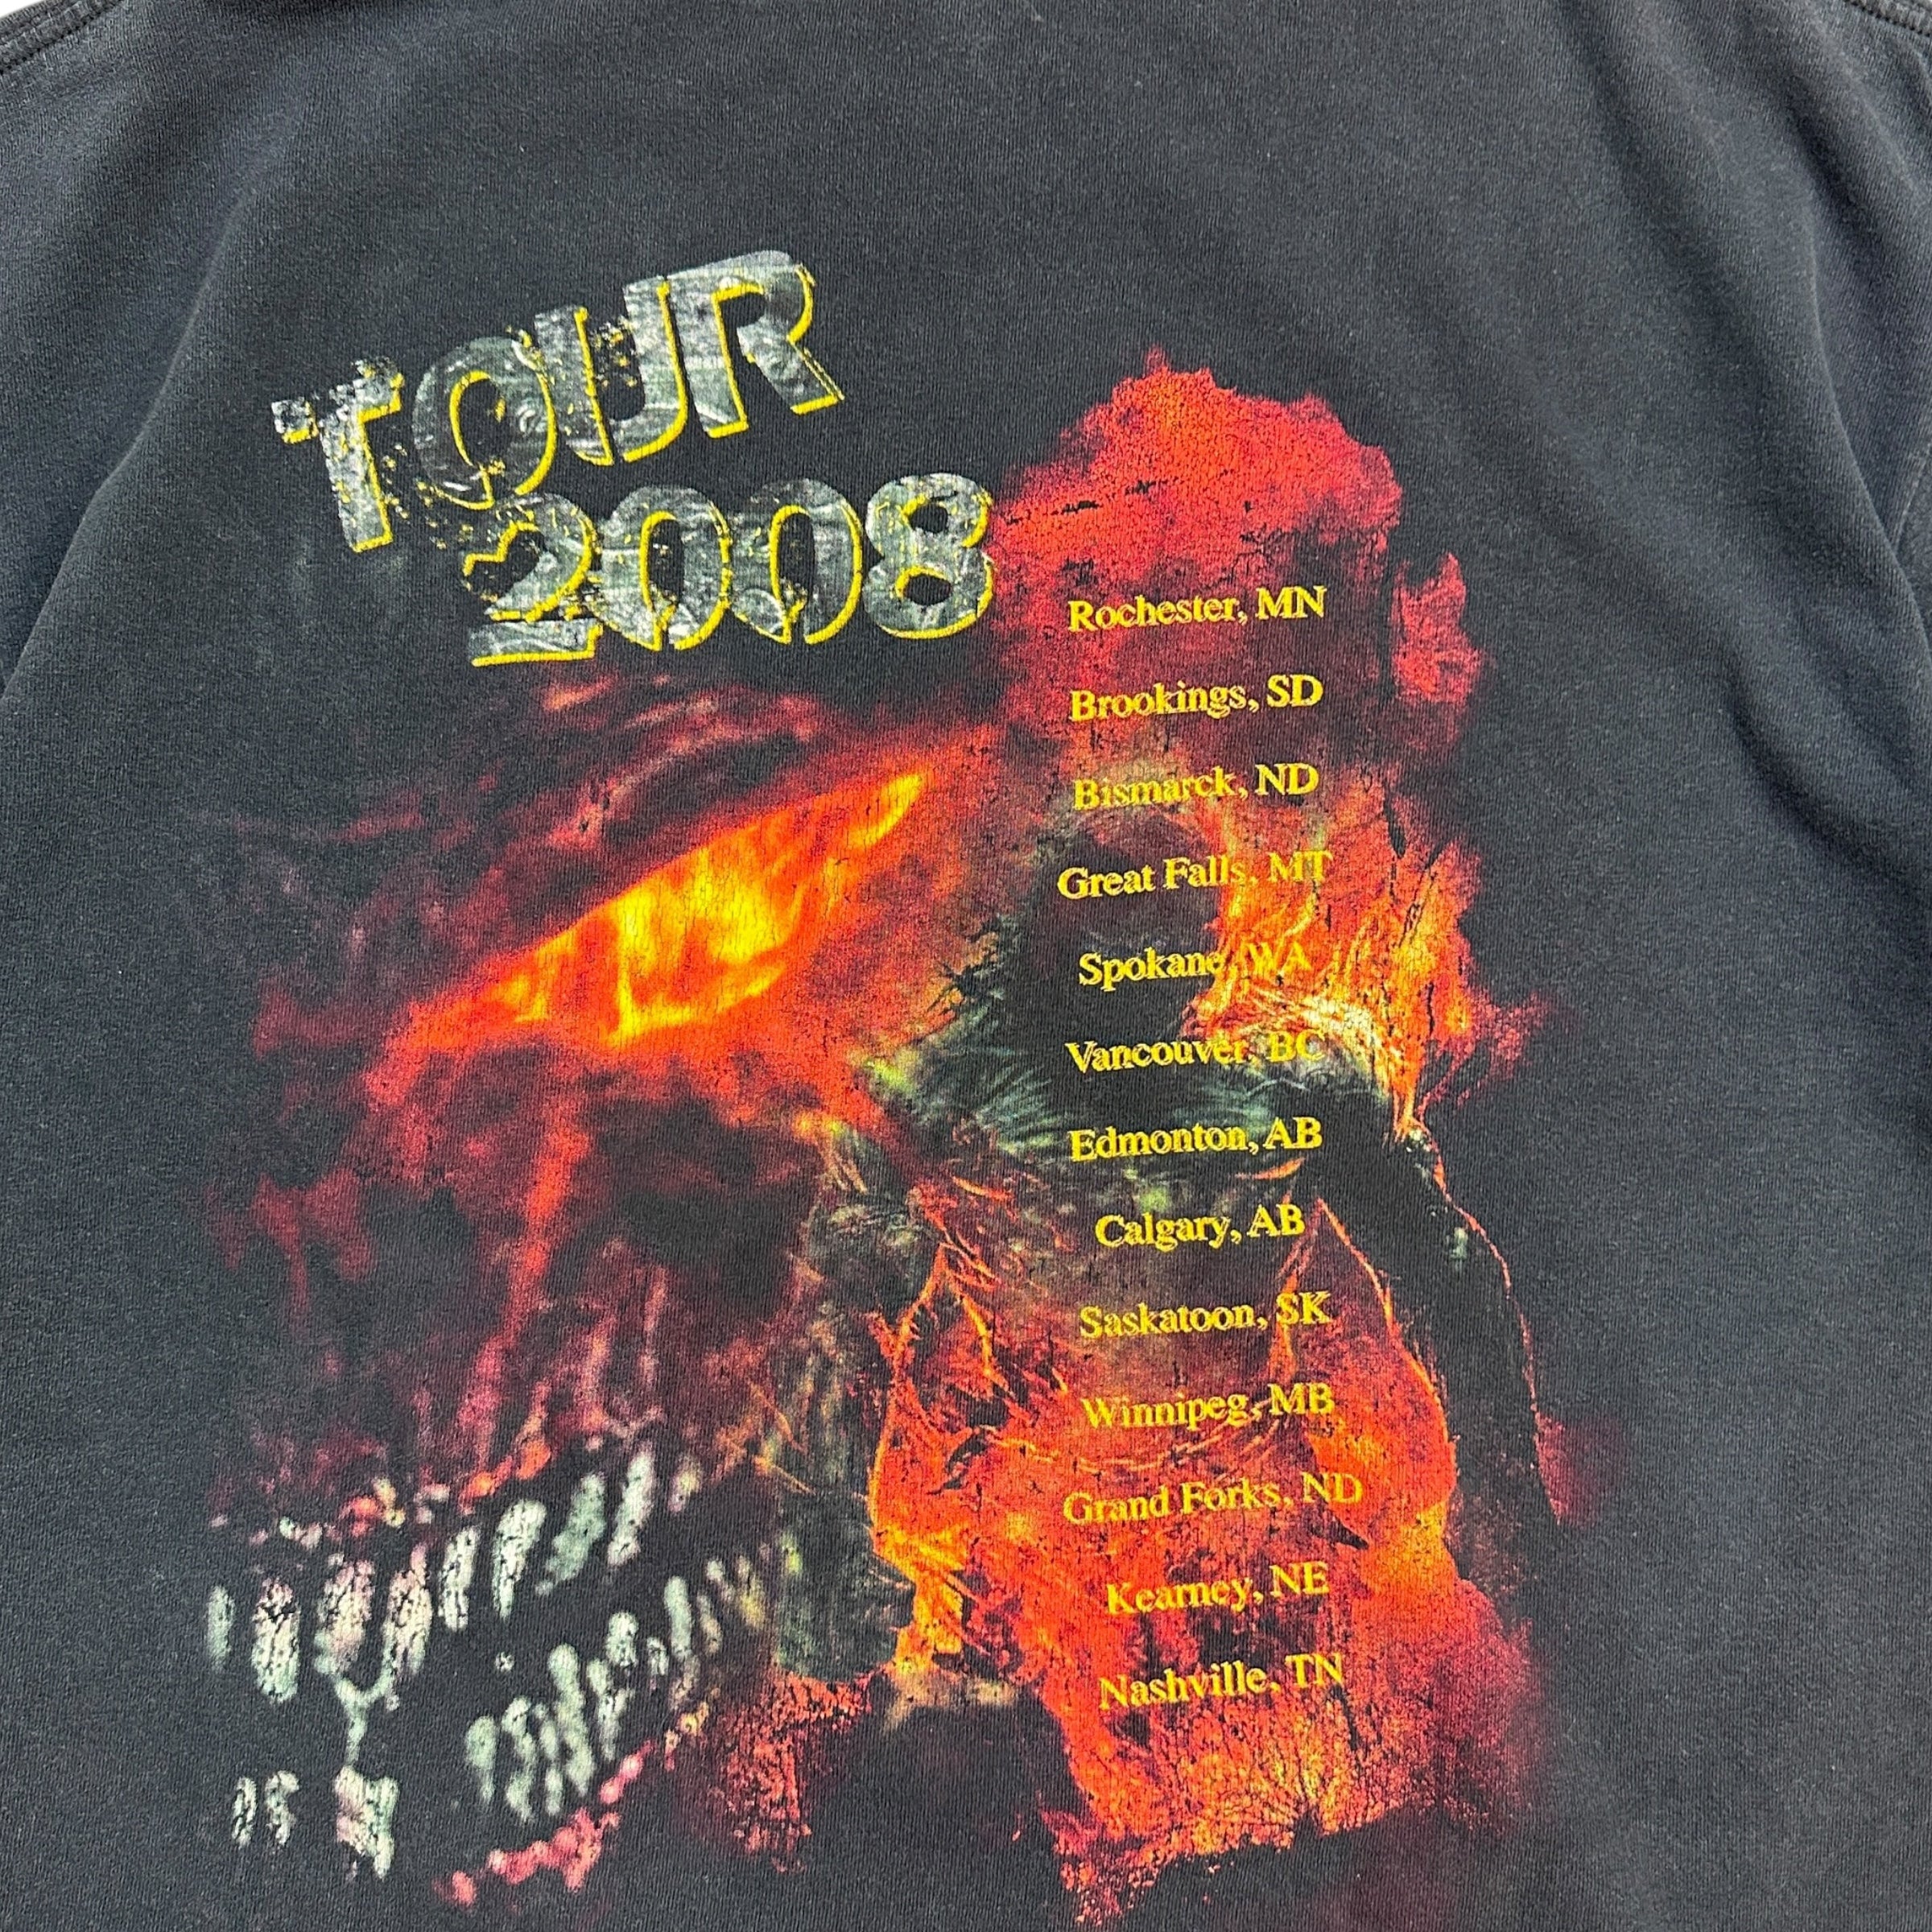 TOUR
2008
Rochester, MN
Brookings, SD
Bismarck, ND
Great Falls, MT
Spokane, WA
Vancouver, BC
Edmonton, AB
Calgary, AB
Saskatoon, SK
Winnipeg, MB
Grand Forks, ND
Kearney, NE
Nashville, TN